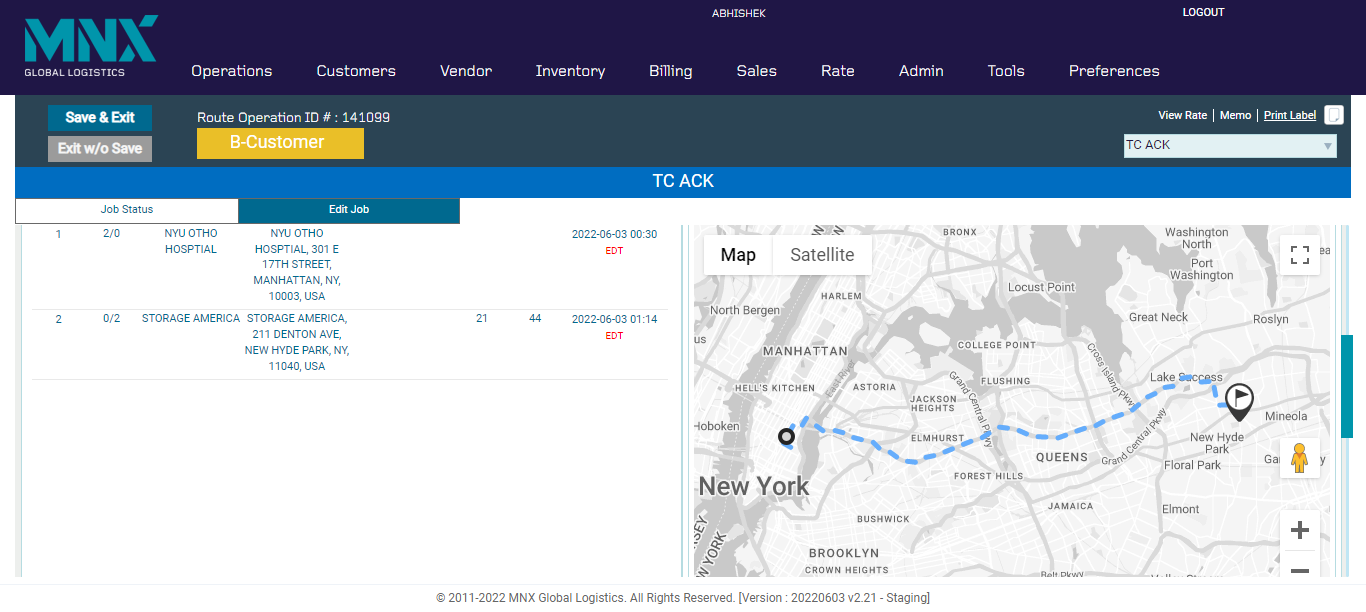 ABHISHEK
LOGOUT
MNX
GLOBAL LOGISTICS
Operations Customers Vendor Inventory Billing Sales Rate Admin Tools Preferences
Save & Exit
Exit w/o Save
Route Operation ID # : 141099
B-Customer
View Rate | Memo | Print Label
TC ACK
TC ACK
Job Status
Edit Job
1 2/0 NYU OTHO NYU OTHO 2022-06-03 00:30
HOSPTIAL HOSPTIAL, 301 E EDT
17TH STREET,
MANHATTAN, NY,
10003, USA
2 0/2 STORAGE AMERICA STORAGE AMERICA, 21 44 2022-06-03 01:14
211 DENTON AVE, EDT
NEW HYDE PARK, NY,
11040, USA
Map
Satellite
BRONX
Washington
North
Port
Washington
Locust Point
HARLEM
North Bergen
Great Neck
Roslyn
COLLEGE POINT
MANHATTAN
Cross Island Pkwy
East River
HELL'S KITCHEN
ASTORIA
Grand Central Pkwy
FLUSHING
Lake Success
JACKSON
HEIGHTS
Hoboken
Mineola
ELMHURST
Grand Central Pkwy
New Hyde
Park
QUEENS
Floral Park
FOREST HILLS
New York
JAMAICA
Elmont
BUSHWICK
BROOKLYN
CROWN HEIGHTS
NEW YORK
© 2011-2022 MNX Global Logistics. All Rights Reserved. [Version : 20220603 v2.21 - Staging]